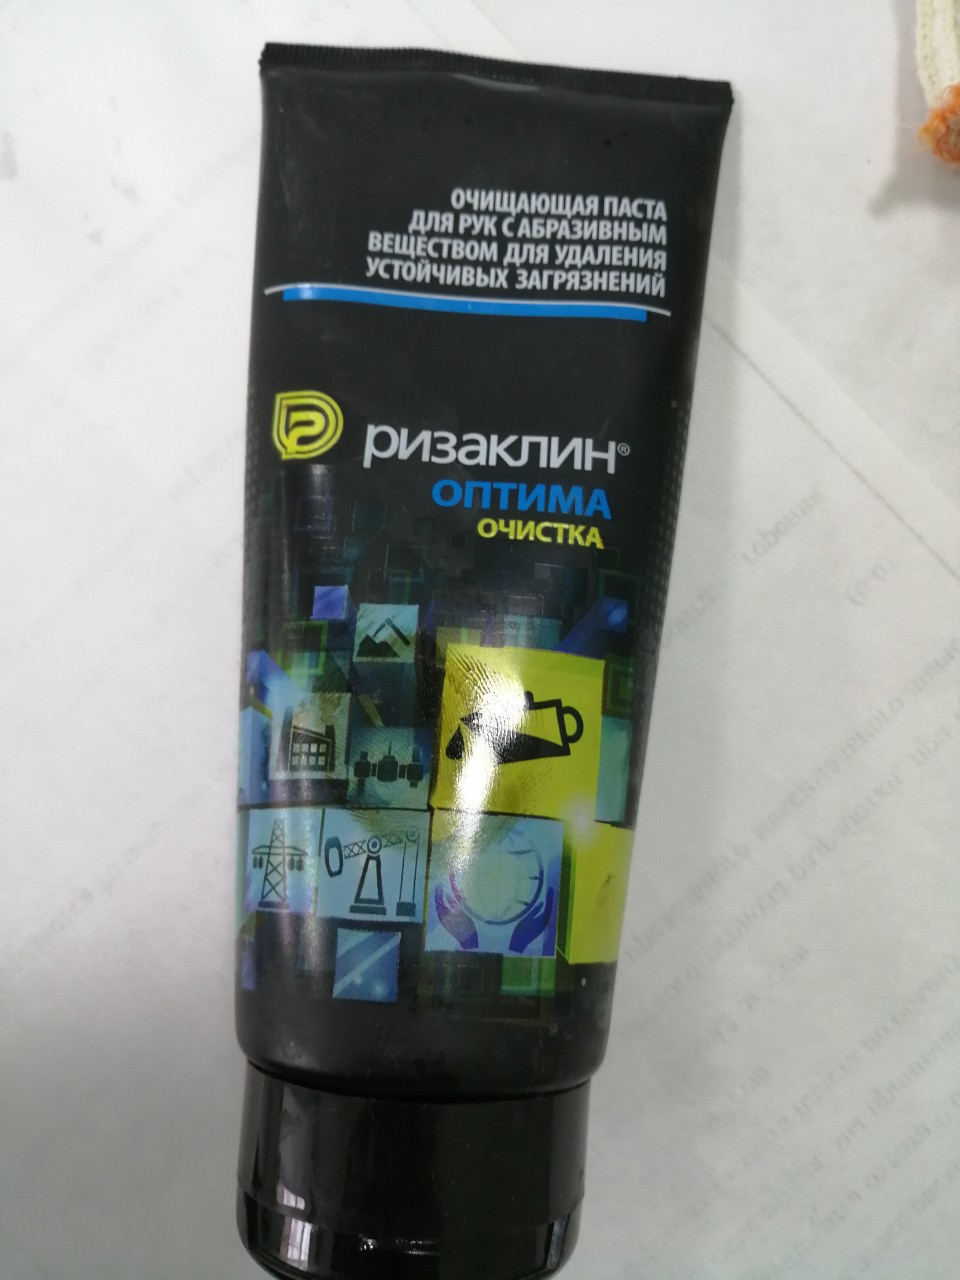 ОЧИЩАЮЩАЯ ПАСТА
ДЛЯ РУК С АБРАЗИВНЫМ
ВЕЩЕСТВОМ ДЛЯ УДАЛЕНИЯ
УСТОЙЧИВЫХ ЗАГРЯЗНЕНИЙ
РИЗАКЛИН®
ОПТИМА
ОЧИСТКА